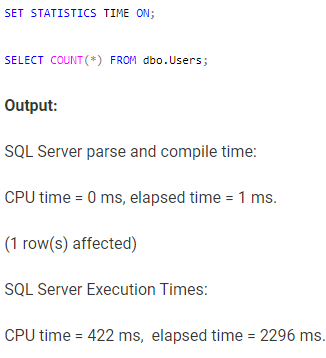 SET STATISTICS TIME ON;
SELECT COUNT(*) FROM dbo.Users;
Output:
SQL Server parse and compile time:
CPU time = 0 ms, elapsed time = 1 ms.
(1 row(s) affected)
SQL Server Execution Times:
CPU time = 422 ms,  elapsed time = 2296 ms.